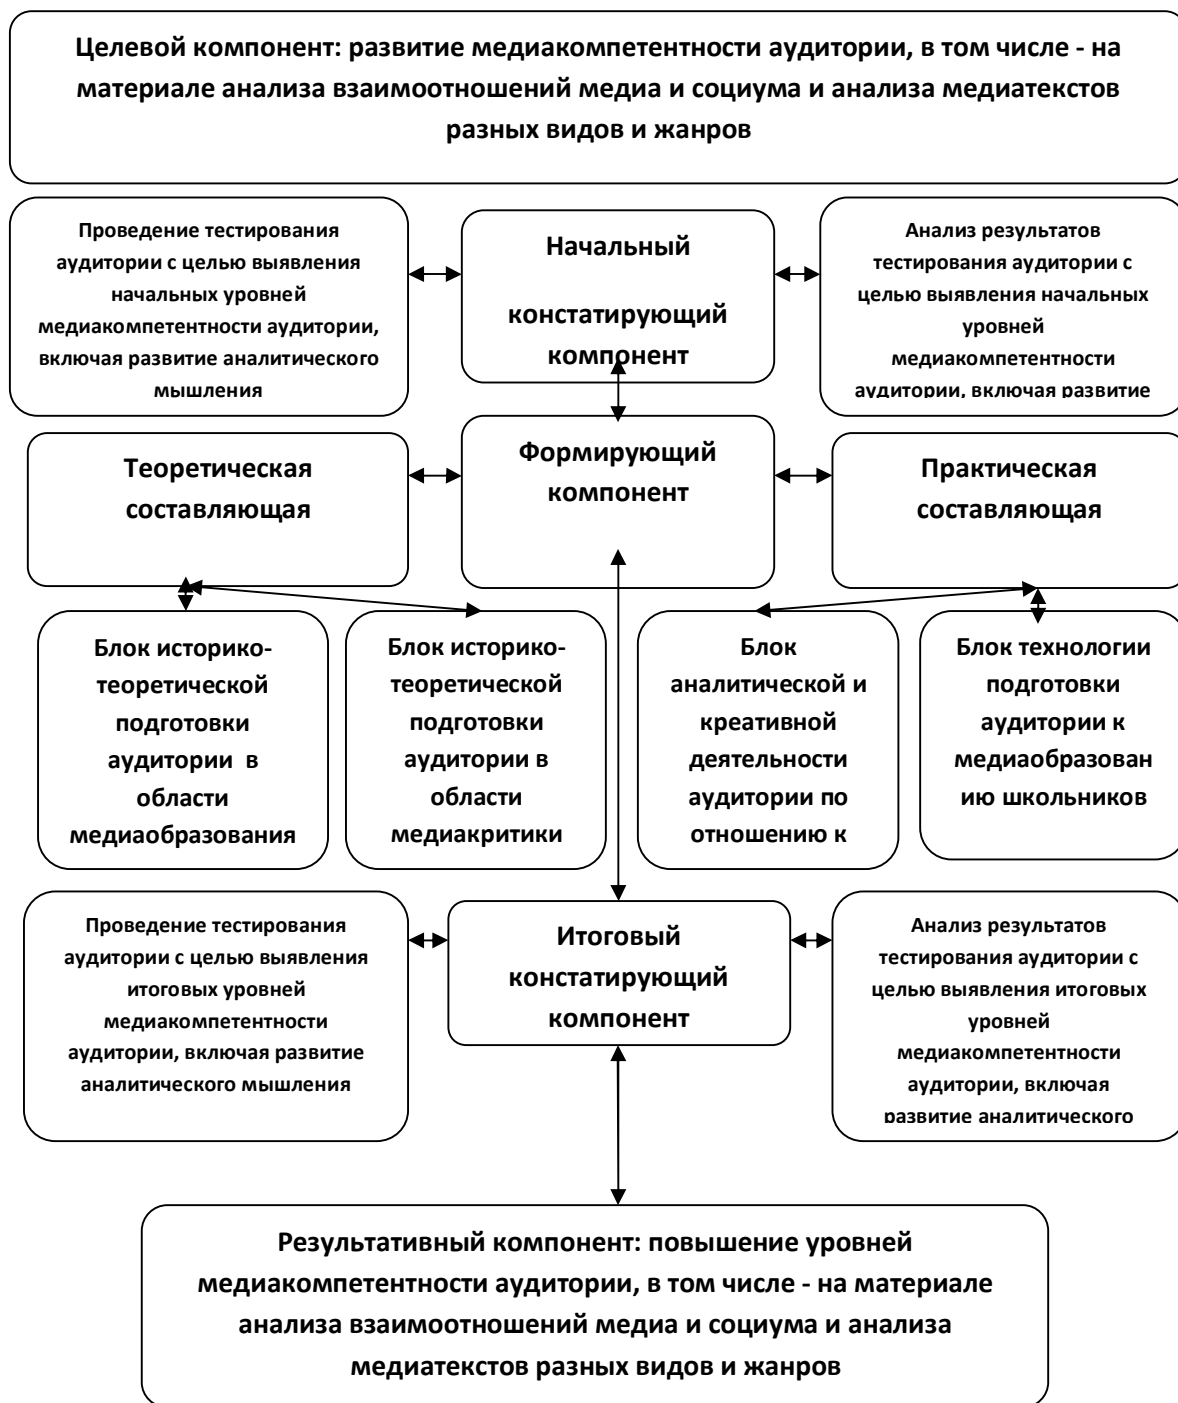 Целевой компонент: развитие медиакомпетентности аудитории, в том числе - на
материале анализа взаимоотношений медиа и социума и анализа медиатекстов
разных видов и жанров
Проведение тестирования
аудитории с целью выявления
начальных уровней
медиакомпетентности аудитории,
включая развитие аналитического
мышления
Начальный
констатирующий
компонент
Анализ результатов
тестирования аудитории с
целью выявления начальных
уровней
медиакомпетентности
аудитории, включая развитие
Теоретическая
составляющая
Формирующий
компонент
Практическая
составляющая
Блок историко-
теоретической
подготовки
аудитории в
области
медиаобразования
Блок историко-
теоретической
подготовки
аудитории в
области
медиакритики
Блок
аналитической и
креативной
деятельности
аудитории по
отношению к
Блок технологии
подготовки
аудитории к
медиаобразован
ию школьников
Проведение тестирования
аудитории с целью выявления
итоговых уровней
медиакомпетентности
аудитории, включая развитие
аналитического мышления
Итоговый
констатирующий
компонент
Анализ результатов
тестирования аудитории с
целью выявления итоговых
уровней
медиакомпетентности
аудитории, включая
развитие аналитического
Результативный компонент: повышение уровней
медиакомпетентности аудитории, в том числе - на материале
анализа взаимоотношений медиа и социума и анализа
медиатекстов разных видов и жанров